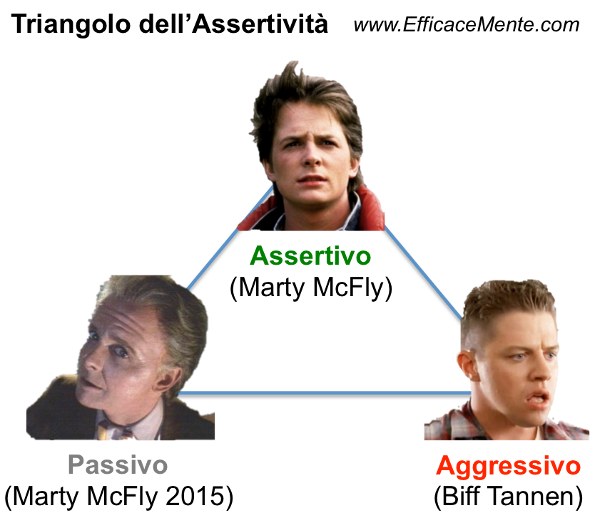 Triangolo dell'Assertività www.EfficaceMente.com
Assertivo
(Marty McFly)
Passivo
(Marty McFly 2015)
Aggressivo
(Biff Tannen)